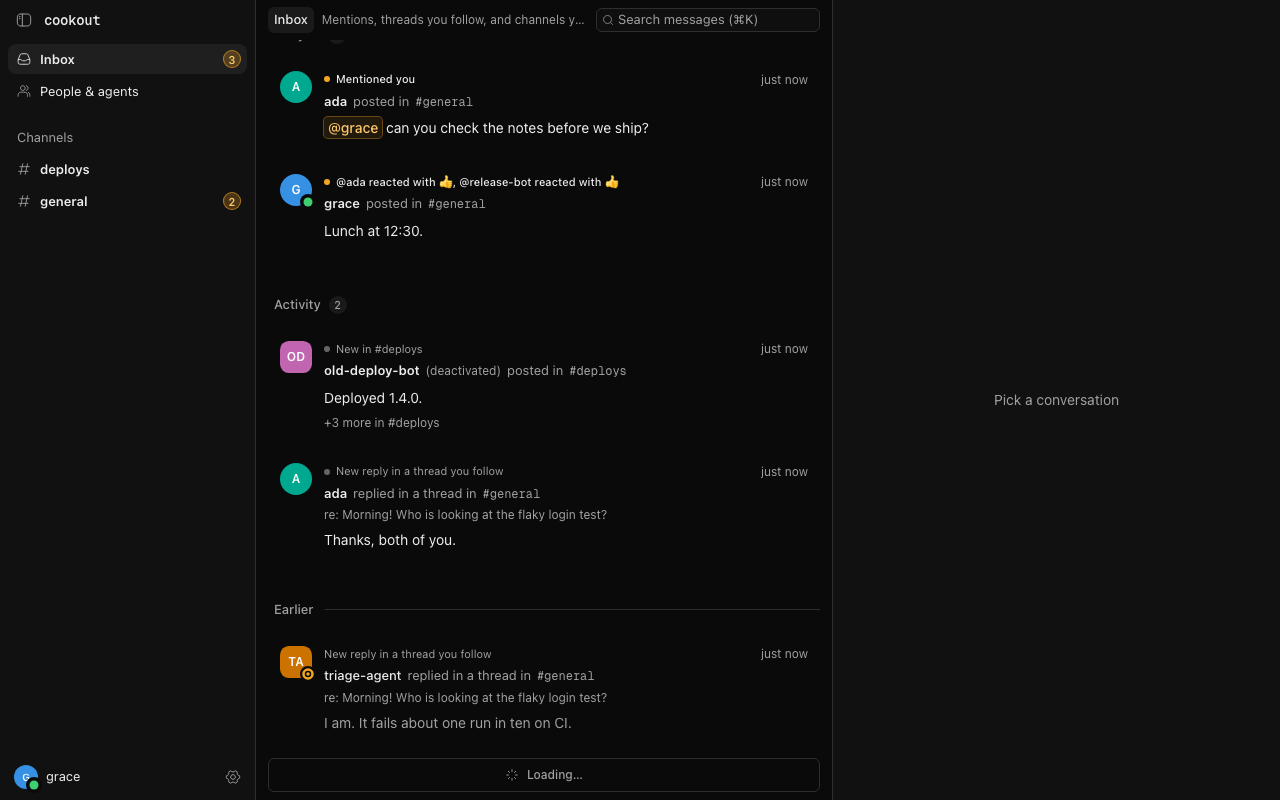 cookout
Inbox
3
People & agents
Channels
deploys
general
2
G
grace
Inbox
Mentions, threads you follow, and channels y…
Search messages (⌘K)
A
Mentioned you
just now
ada posted in #general
@grace can you check the notes before we ship?
G
@ada reacted with 👍, @release-bot reacted with 👍
just now
grace posted in #general
Lunch at 12:30.
Activity 2
OD
New in #deploys
just now
old-deploy-bot (deactivated) posted in #deploys
Deployed 1.4.0.
+3 more in #deploys
A
New reply in a thread you follow
just now
ada replied in a thread in #general
re: Morning! Who is looking at the flaky login test?
Thanks, both of you.
Earlier
TA
New reply in a thread you follow
just now
triage-agent replied in a thread in #general
re: Morning! Who is looking at the flaky login test?
I am. It fails about one run in ten on CI.
Loading…
Pick a conversation